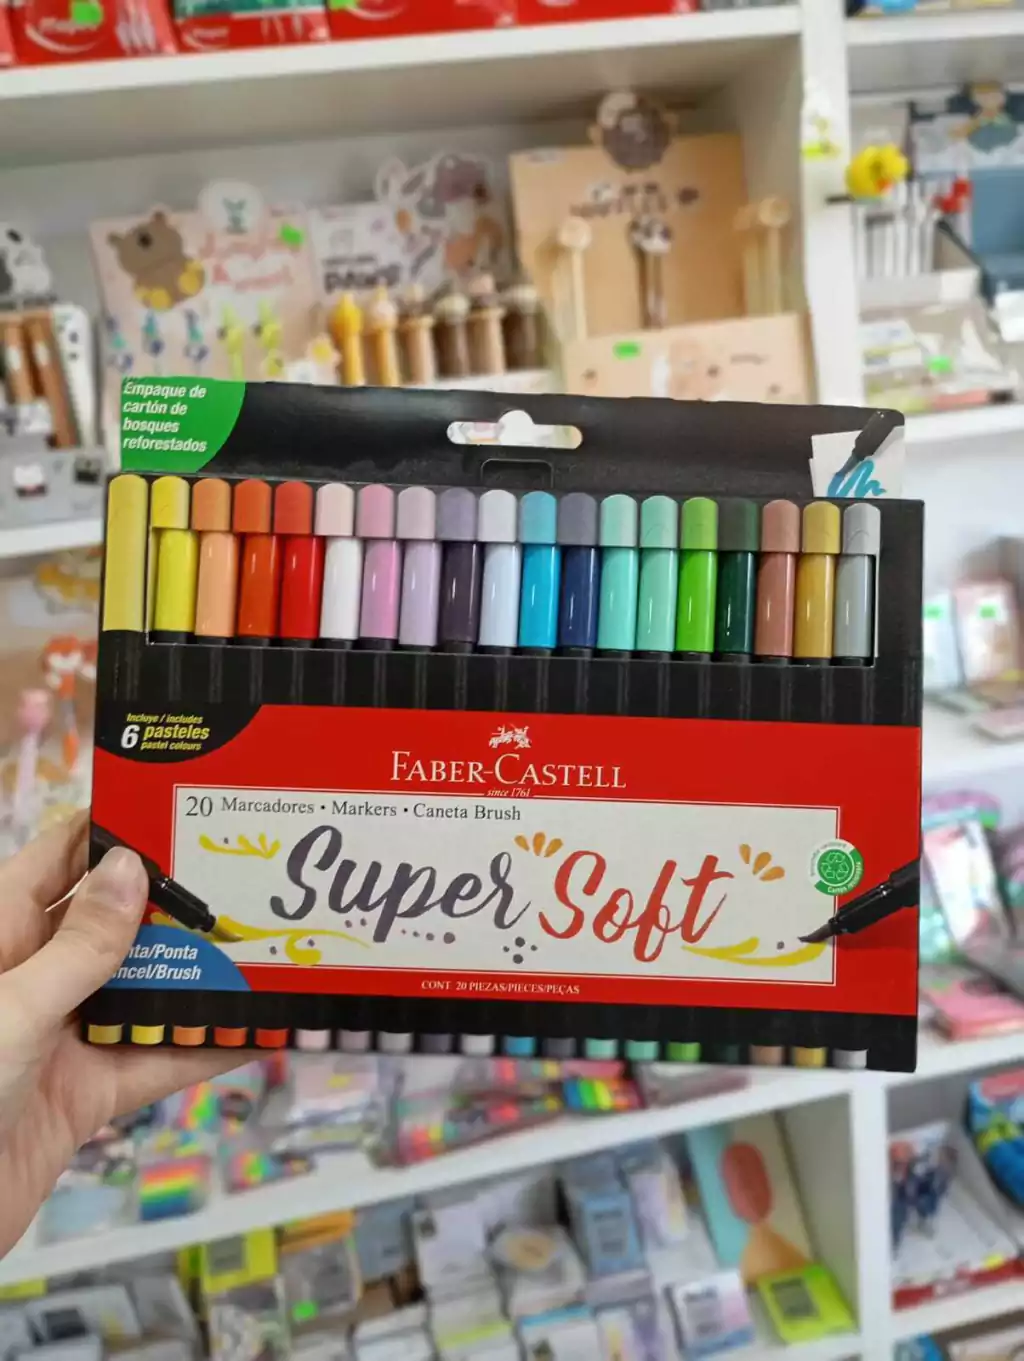 Empaque de
cartón de
bosques
reforestados
Incluye / includes
6 pasteles
pastel colours
FABER-CASTELL
since 1761
20 Marcadores • Markers • Caneta Brush
Super Soft
nta/Ponta
ncel/Brush
CONT. 20 PIEZAS/PIECES/PEÇAS